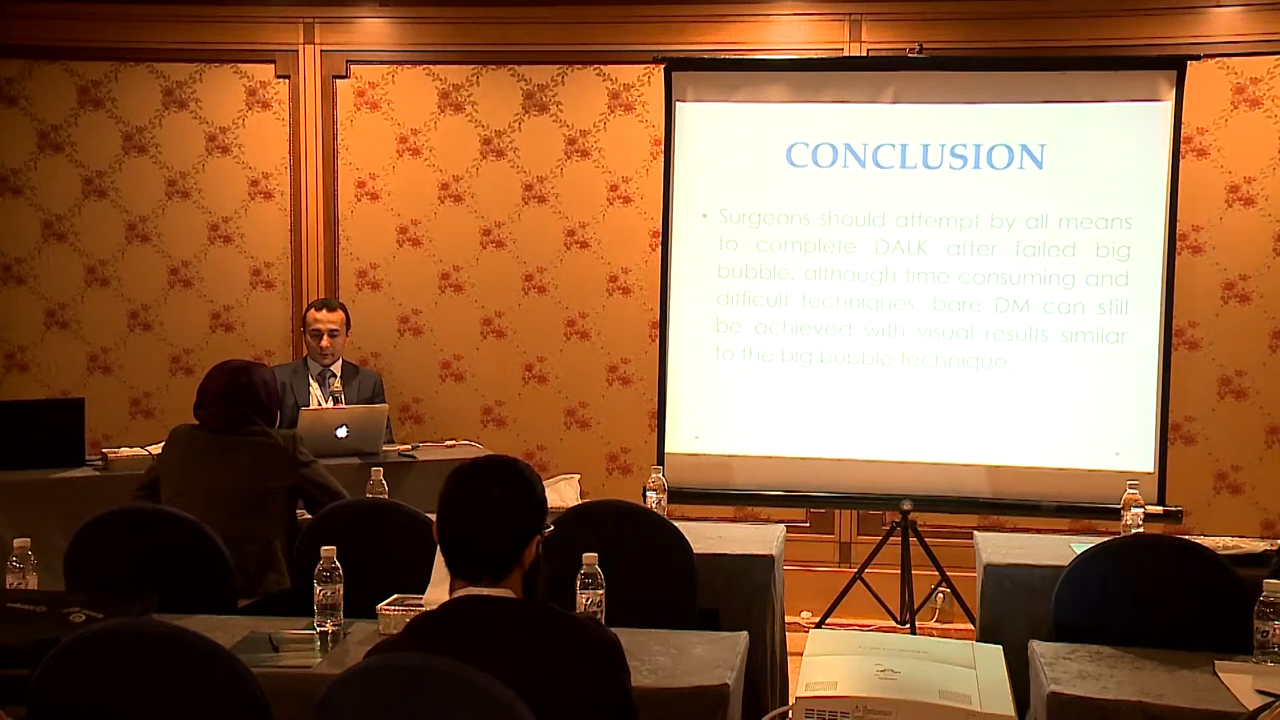 CONCLUSION
• Surgeons should attempt by all means
to complete DALK after failed big
bubble, although time consuming and
difficult techniques, bare DM can still
be achieved with visual results similar
to the big bubble technique.